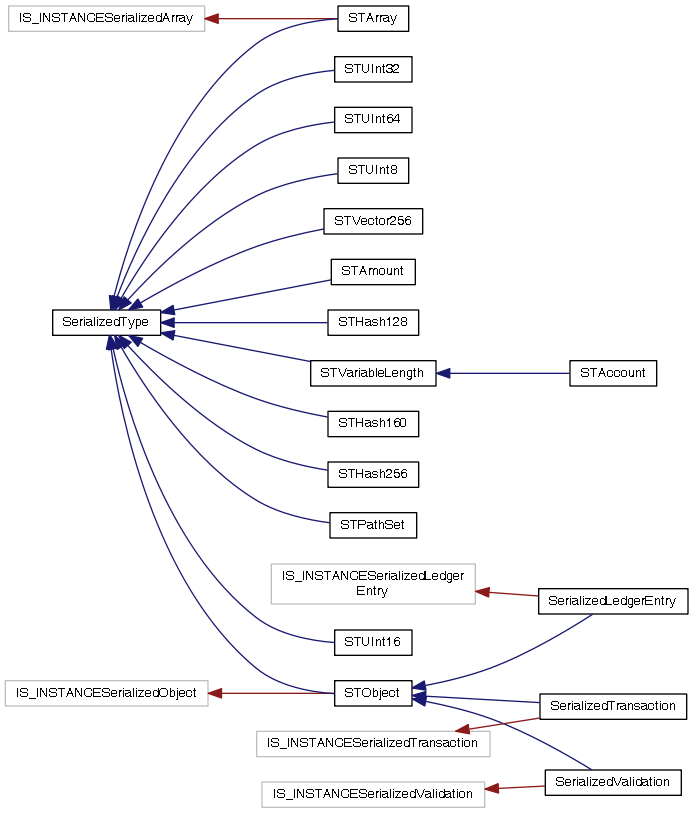 IS_INSTANCESerializedArray
STArray
STUInt32
STUInt64
STUInt8
STVector256
STAmount
SerializedType
STHash128
STVariableLength
STAccount
STHash160
STHash256
STPathSet
IS_INSTANCESerializedLedger
Entry
SerializedLedgerEntry
STUInt16
IS_INSTANCESerializedObject
STObject
SerializedTransaction
IS_INSTANCESerializedTransaction
SerializedValidation
IS_INSTANCESerializedValidation